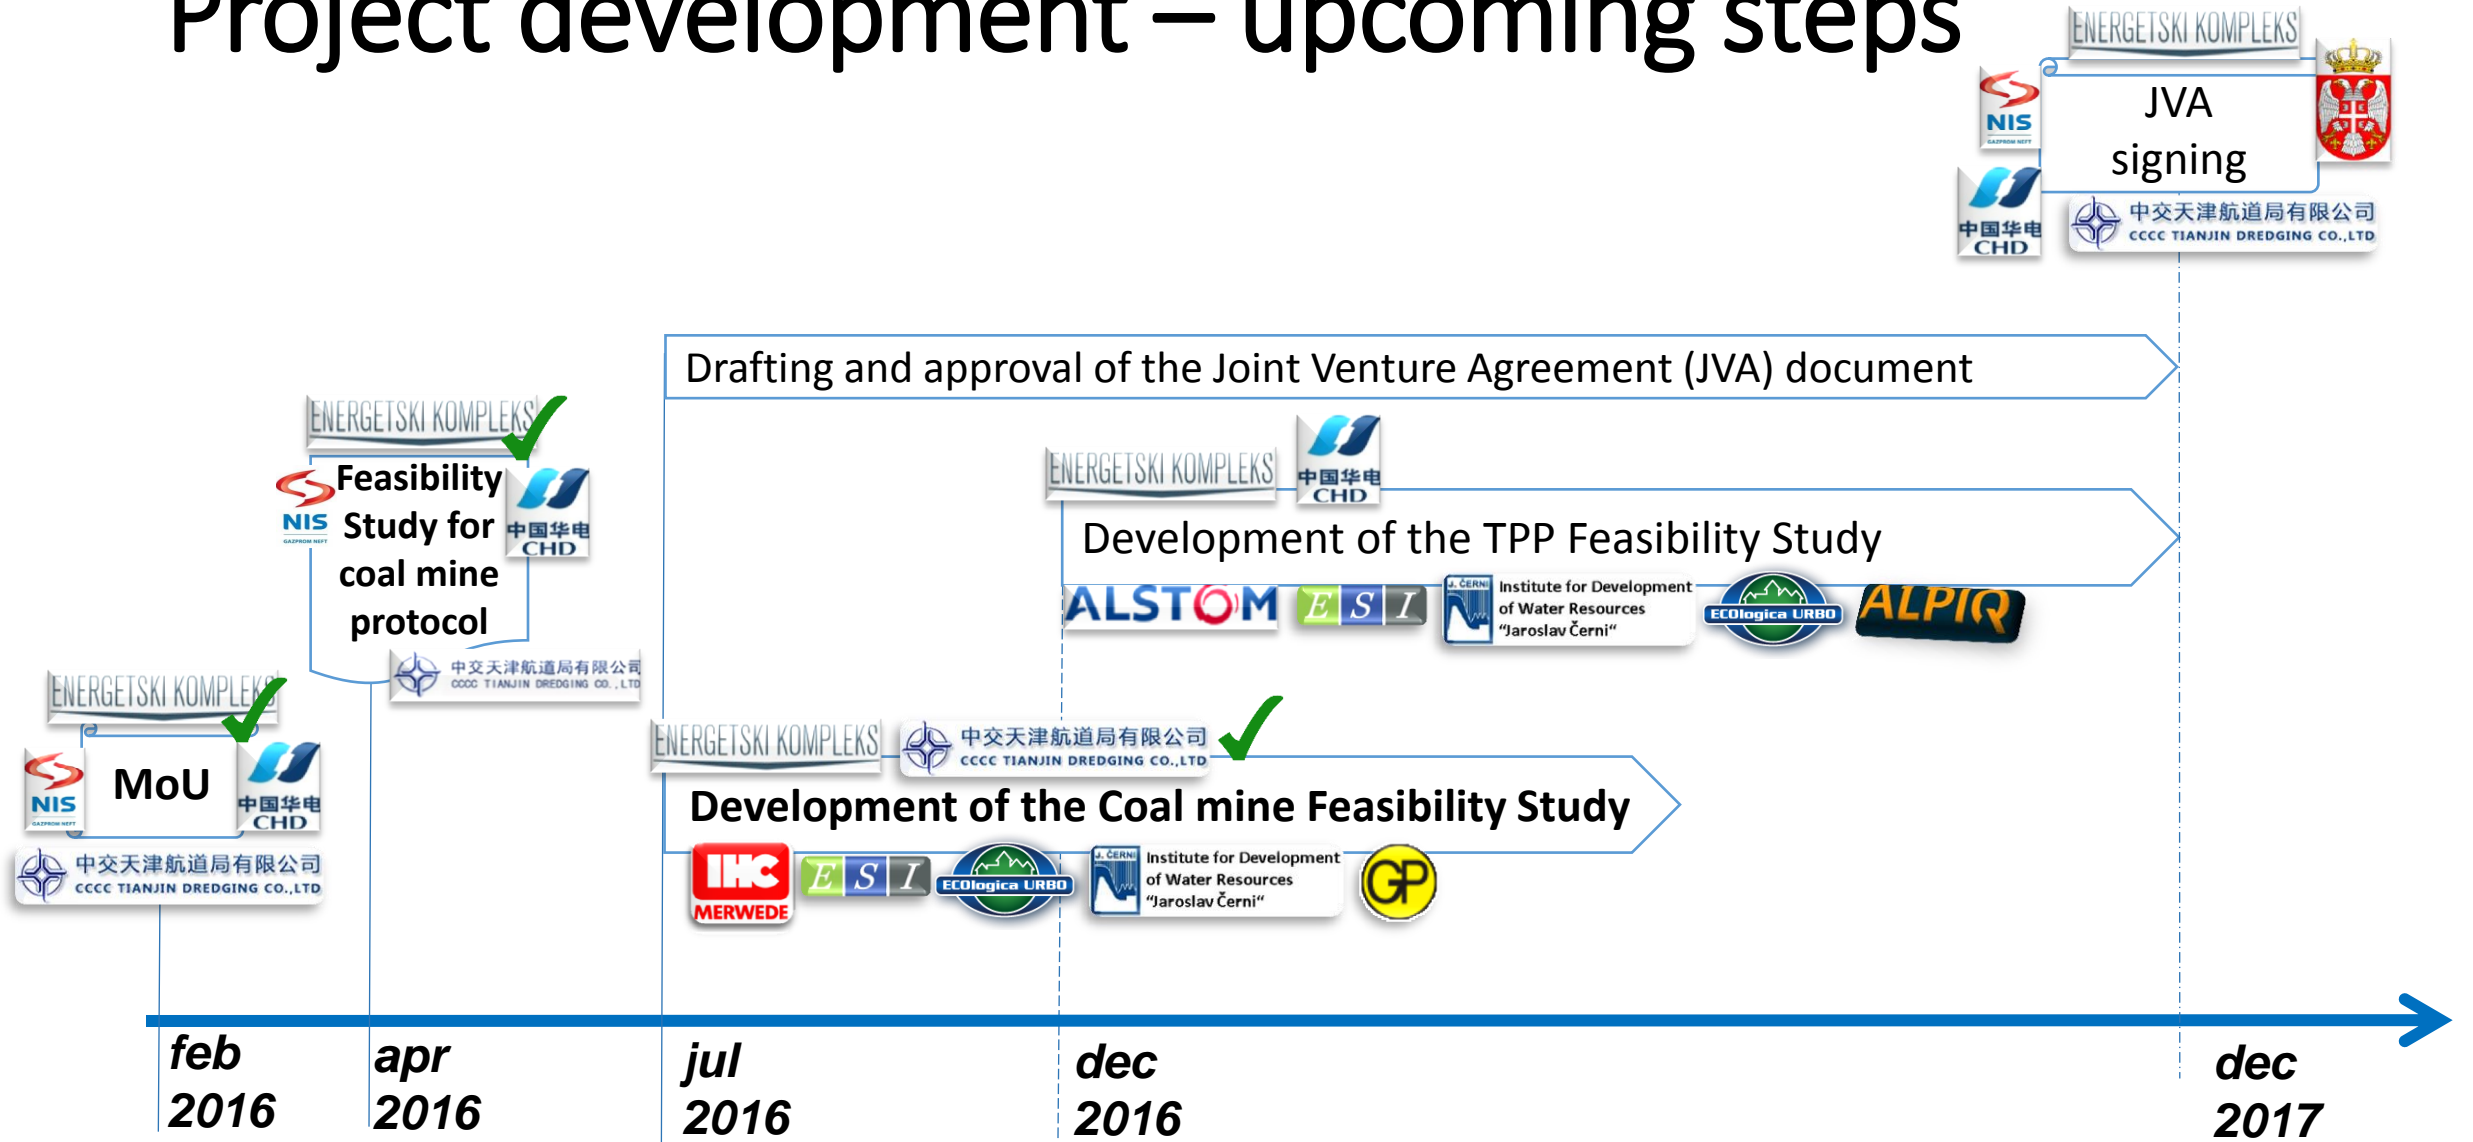 Project development – upcoming steps
ENERGETSKI KOMPLEKS
NIS
GAZPROM NEFT
JVA
signing
中国华电
CHD
中交天津航道局有限公司
CCCC TIANJIN DREDGING CO.,LTD
Drafting and approval of the Joint Venture Agreement (JVA) document
ENERGETSKI KOMPLEKS
NIS
GAZPROM NEFT
Feasibility
Study for
coal mine
protocol
中国华电
CHD
中交天津航道局有限公司
CCCC TIANJIN DREDGING CO.,LTD
ENERGETSKI KOMPLEKS
中国华电
CHD
Development of the TPP Feasibility Study
ALSTOM
E S I
J. ČERNI
Institute for Development
of Water Resources
"Jaroslav Černi"
ECOlogica URBO
ALPIQ
ENERGETSKI KOMPLEKS
NIS
GAZPROM NEFT
MoU
中国华电
CHD
中交天津航道局有限公司
CCCC TIANJIN DREDGING CO.,LTD
ENERGETSKI KOMPLEKS
中交天津航道局有限公司
CCCC TIANJIN DREDGING CO.,LTD
Development of the Coal mine Feasibility Study
IHC
MERWEDE
E S I
ECOlogica URBO
J. ČERNI
Institute for Development
of Water Resources
"Jaroslav Černi"
GP
feb
2016
apr
2016
jul
2016
dec
2016
dec
2017